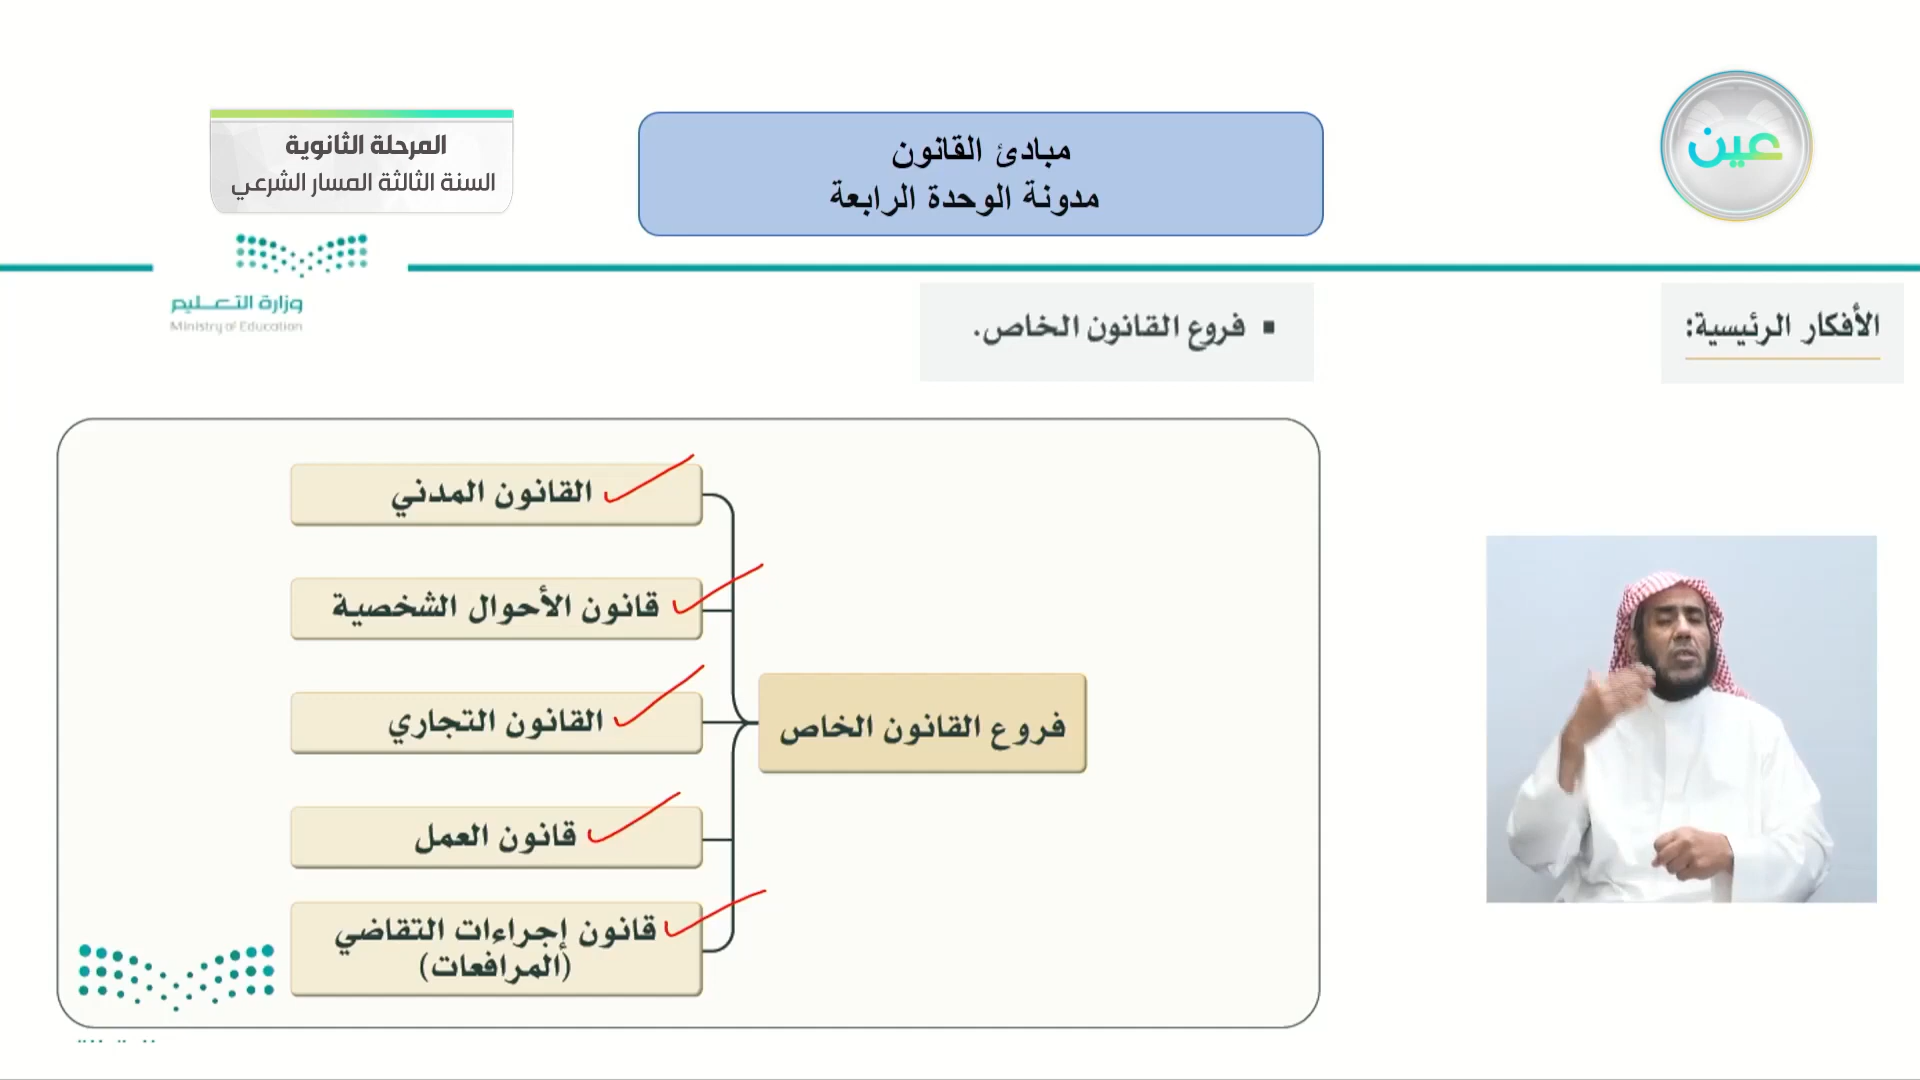 عين
مبادئ القانون
مدونة الوحدة الرابعة
المرحلة الثانوية
السنة الثالثة المسار الشرعي
وزارة التعليم
Ministry of Education
الأفكار الرئيسية:
▪ فروع القانون الخاص.
فروع القانون الخاص
القانون المدني
قانون الأحوال الشخصية
القانون التجاري
قانون العمل
قانون إجراءات التقاضي
(المرافعات)